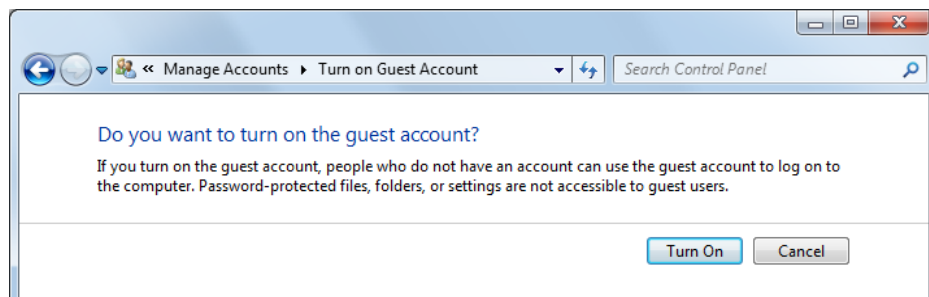 « Manage Accounts ▸ Turn on Guest Account
Search Control Panel
Do you want to turn on the guest account?
If you turn on the guest account, people who do not have an account can use the guest account to log on to
the computer. Password-protected files, folders, or settings are not accessible to guest users.
Turn On
Cancel